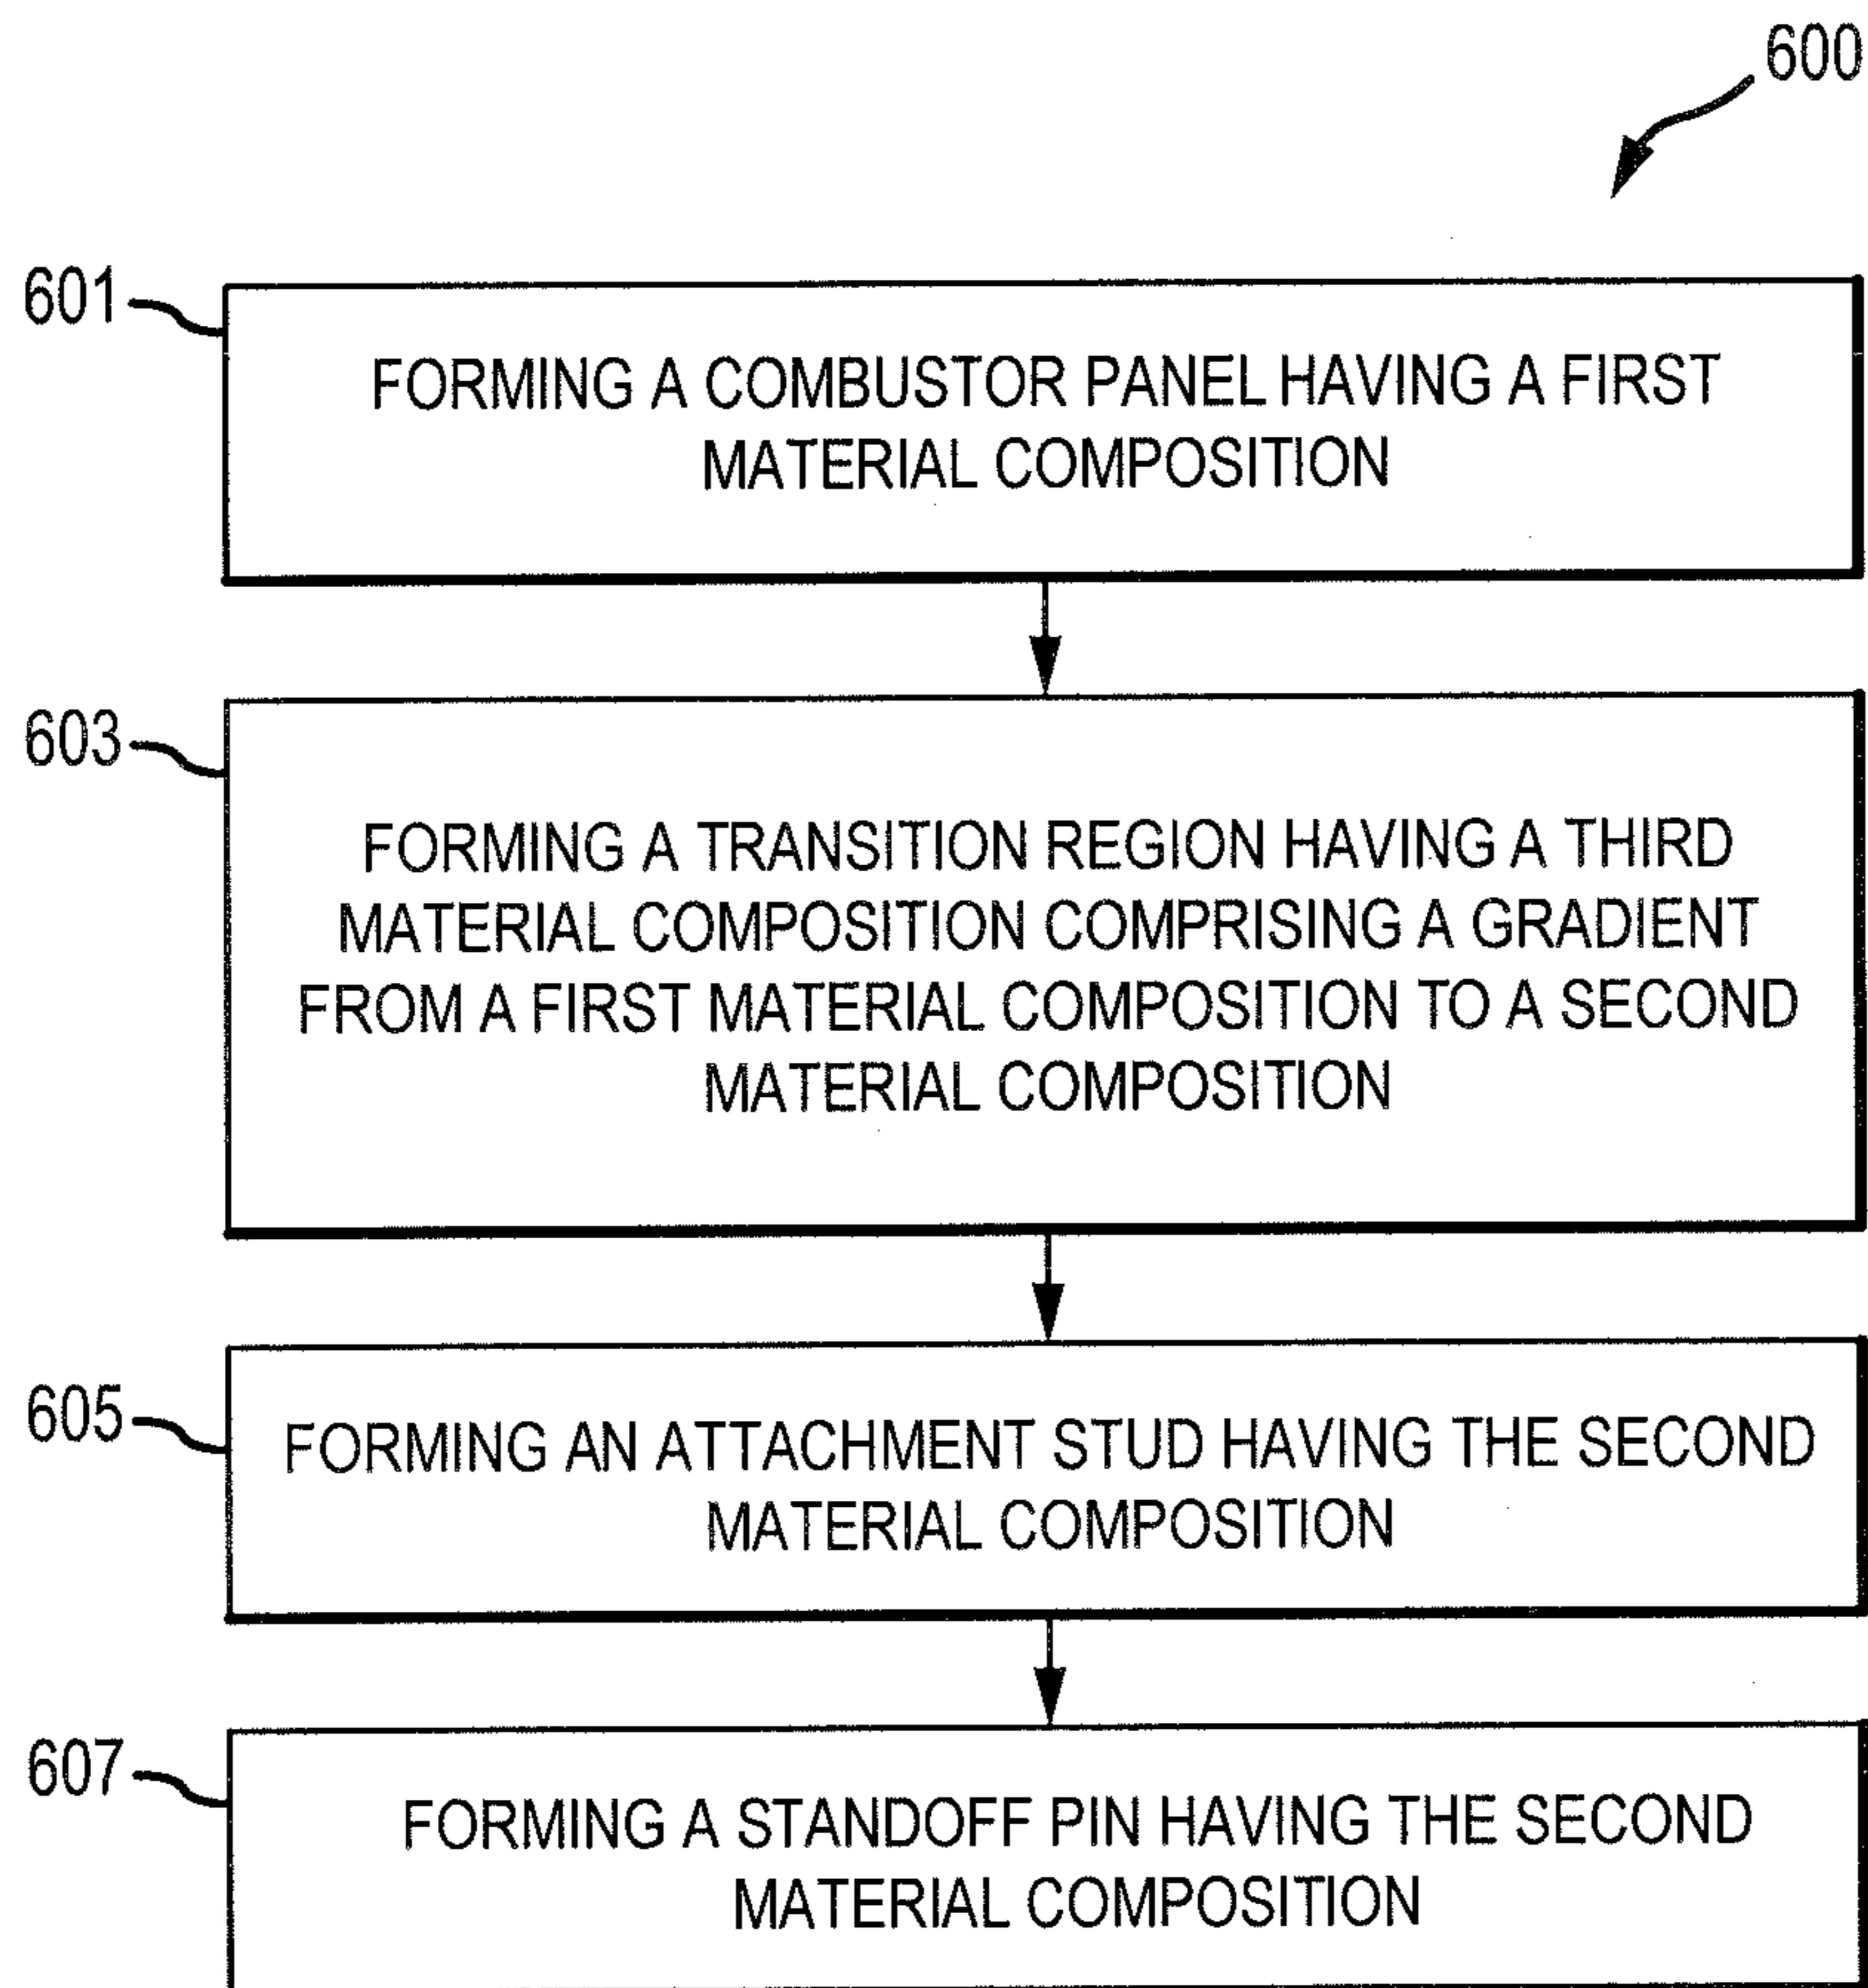 600
601
FORMING A COMBUSTOR PANEL HAVING A FIRST
MATERIAL COMPOSITION
603
FORMING A TRANSITION REGION HAVING A THIRD
MATERIAL COMPOSITION COMPRISING A GRADIENT
FROM A FIRST MATERIAL COMPOSITION TO A SECOND
MATERIAL COMPOSITION
605
FORMING AN ATTACHMENT STUD HAVING THE SECOND
MATERIAL COMPOSITION
607
FORMING A STANDOFF PIN HAVING THE SECOND
MATERIAL COMPOSITION